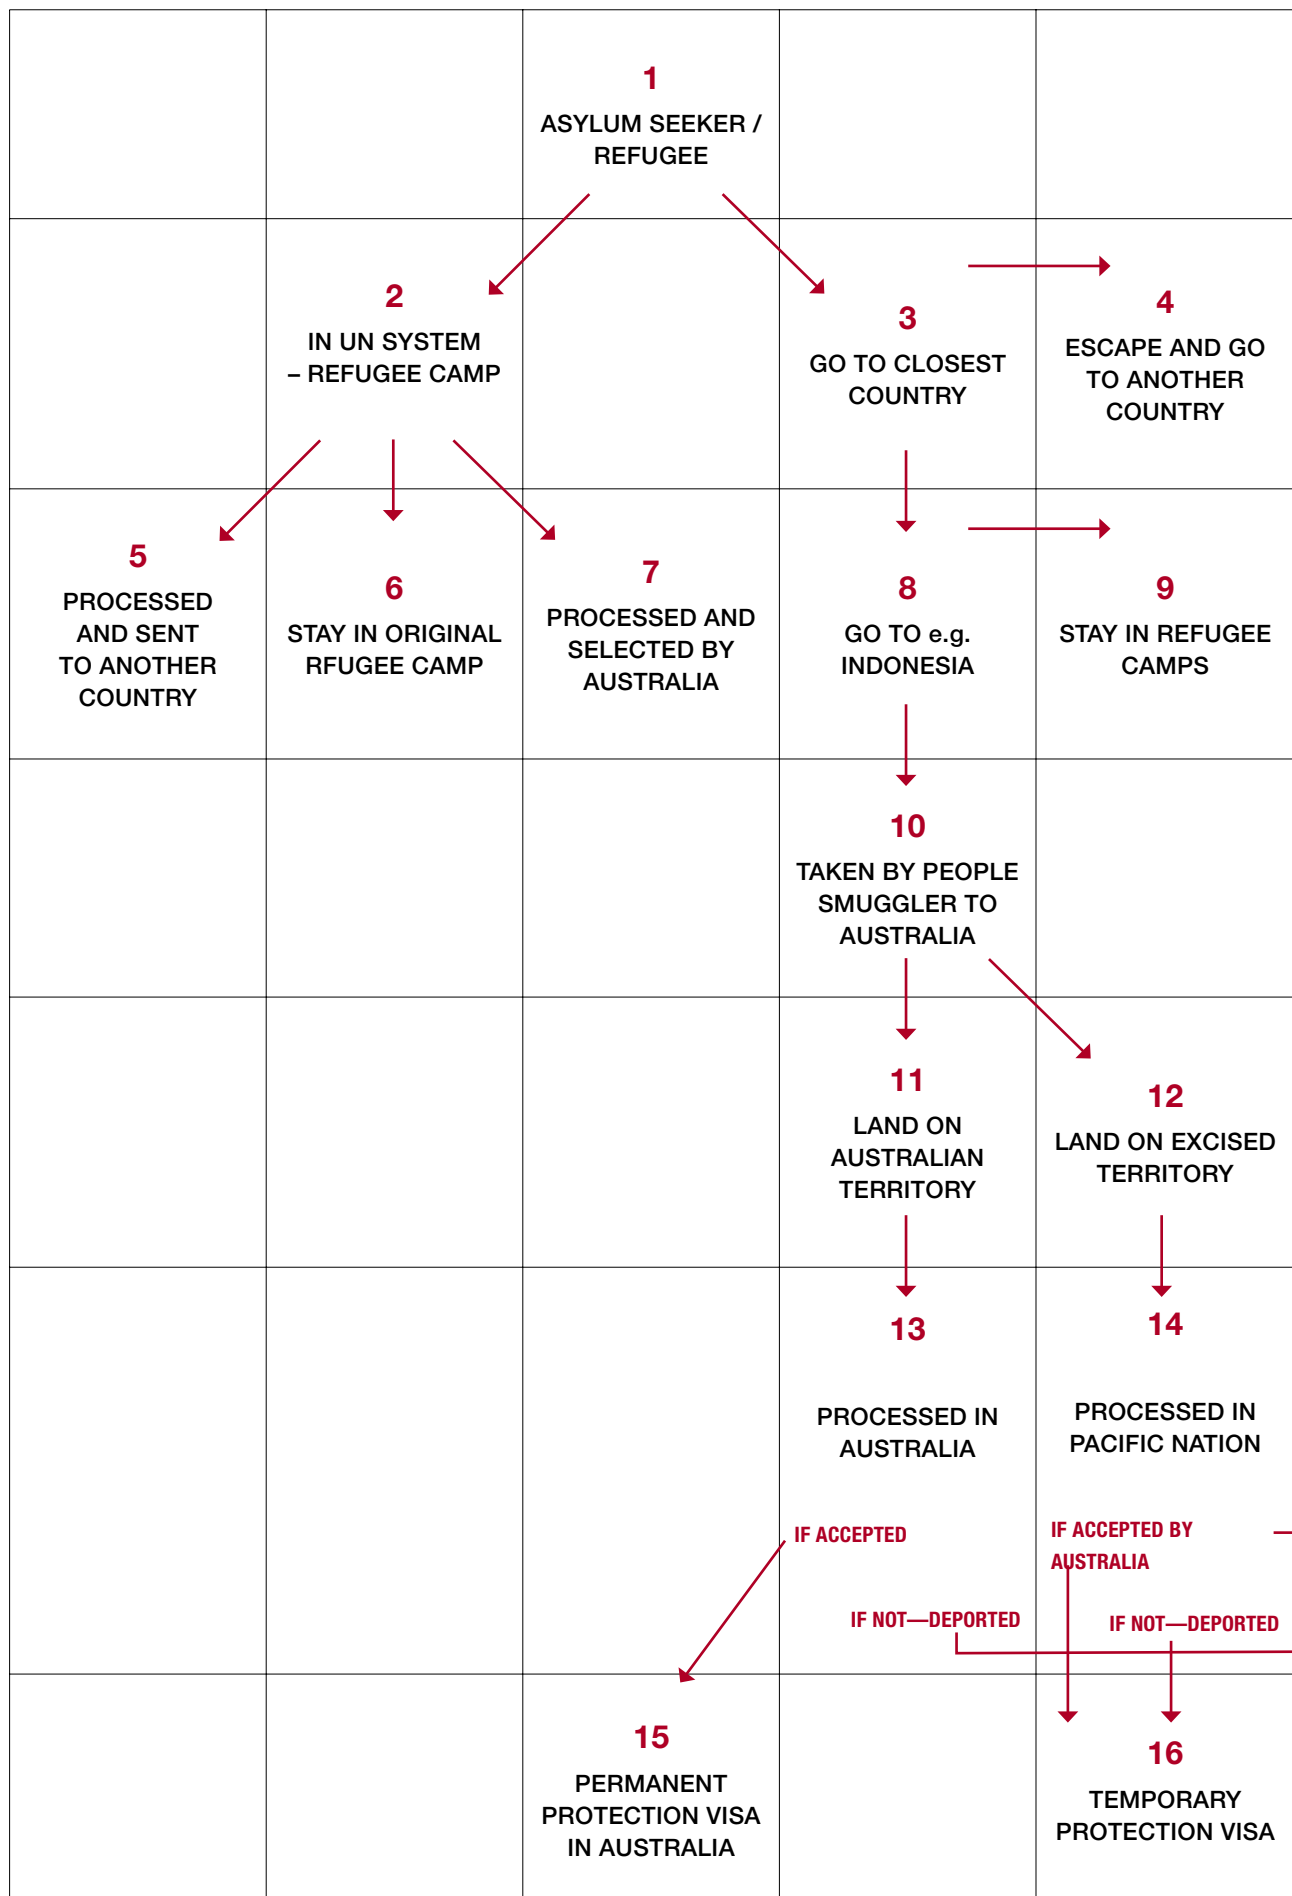 1
ASYLUM SEEKER /
REFUGEE
2
IN UN SYSTEM
– REFUGEE CAMP
3
GO TO CLOSEST
COUNTRY
4
ESCAPE AND GO
TO ANOTHER
COUNTRY
5
PROCESSED
AND SENT
TO ANOTHER
COUNTRY
6
STAY IN ORIGINAL
RFUGEE CAMP
7
PROCESSED AND
SELECTED BY
AUSTRALIA
8
GO TO e.g.
INDONESIA
9
STAY IN REFUGEE
CAMPS
10
TAKEN BY PEOPLE
SMUGGLER TO
AUSTRALIA
11
LAND ON
AUSTRALIAN
TERRITORY
12
LAND ON EXCISED
TERRITORY
13
PROCESSED IN
AUSTRALIA
14
PROCESSED IN
PACIFIC NATION
IF ACCEPTED
IF NOT—DEPORTED
IF ACCEPTED BY
AUSTRALIA
IF NOT—DEPORTED
15
PERMANENT
PROTECTION VISA
IN AUSTRALIA
16
TEMPORARY
PROTECTION VISA